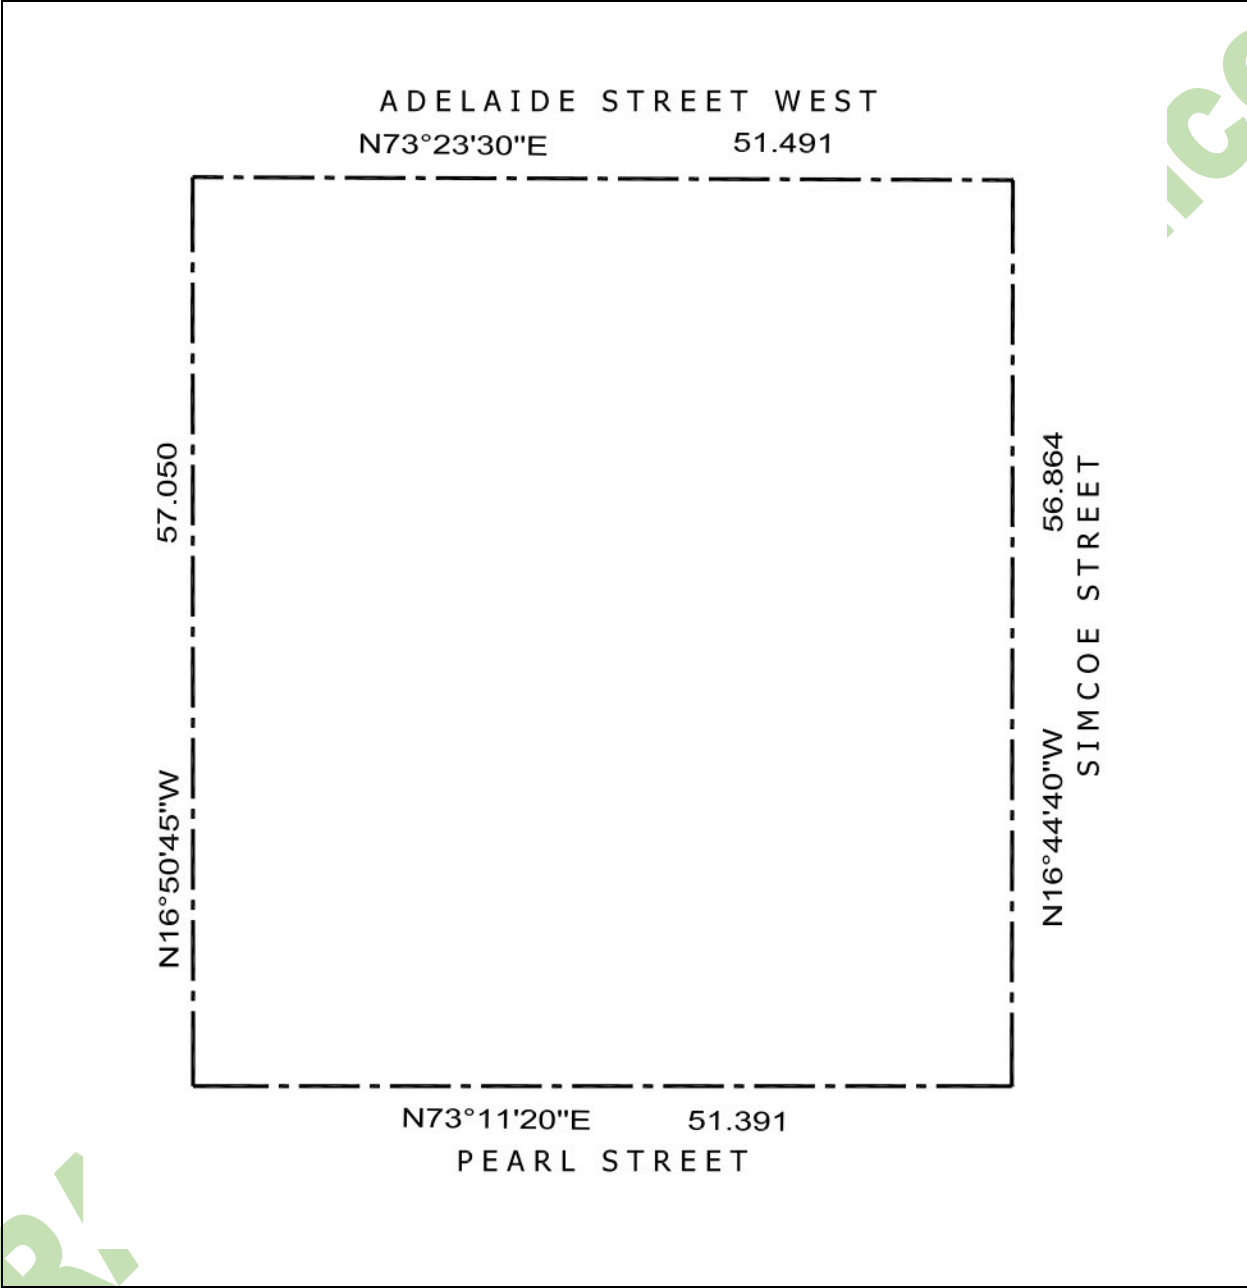 ADELAIDE STREET WEST
N73°23'30"E 51.491
57.050
N16°50'45"W
56.864
N16°44'40"W
SIMCOE STREET
N73°11'20"E 51.391
PEARL STREET